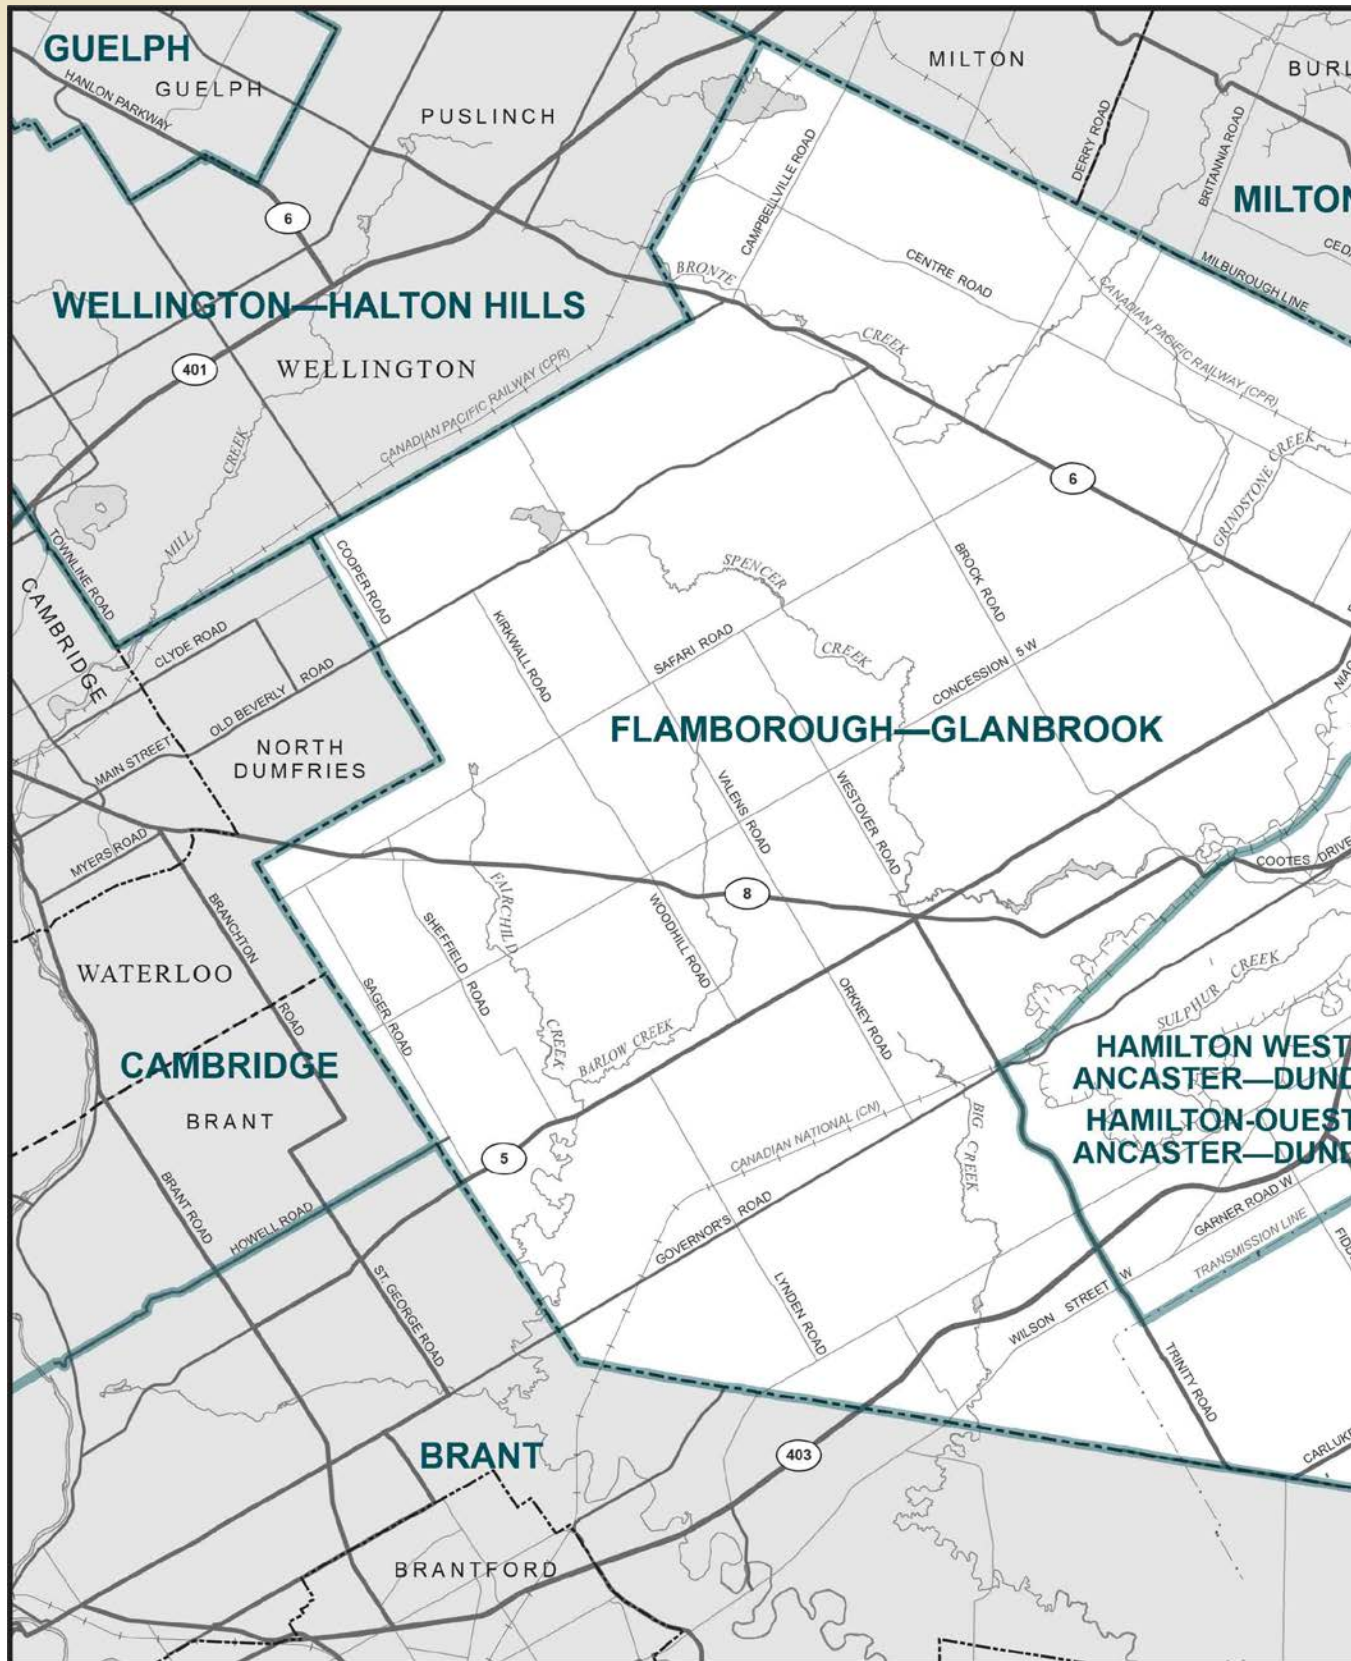 GUELPH
GUELPH
HANLON PARKWAY
PUSLINCH
MILTON
DERRY ROAD
BRITANNIA ROAD
CAMPBELLVILLE ROAD
6
BRONTE
CREEK
CENTRE ROAD
MILBUROUGH LINE
CANADIAN PACIFIC RAILWAY (CPR)
WELLINGTON—HALTON HILLS
WELLINGTON
401
CANADIAN PACIFIC RAILWAY (CPR)
MILL
CREEK
6
GRINDSTONE CREEK
TOWNLINE ROAD
CAMBRIDGE
COOPER ROAD
SPENCER
CREEK
BROCK ROAD
CLYDE ROAD
KIRKWALL ROAD
SAFARI ROAD
CONCESSION 5 W
OLD BEVERLY ROAD
MAIN STREET
NORTH
DUMFRIES
FLAMBOROUGH—GLANBROOK
VALENS ROAD
WESTOVER ROAD
MYERS ROAD
BRANCHTON
ROAD
FAIRCHILD
CREEK
SHEFFIELD ROAD
WOODHILL ROAD
8
COOTES DRIVE
WATERLOO
SAGER ROAD
ORKNEY ROAD
BARLOW CREEK
SULPHUR CREEK
CAMBRIDGE
BRANT
HAMILTON WEST
ANCASTER—DUND
HAMILTON-OUEST
ANCASTER—DUND
BIG
CREEK
CANADIAN NATIONAL (CN)
5
BRANT ROAD
HOWELL ROAD
GOVERNOR'S ROAD
GARNER ROAD W
TRANSMISSION LINE
ST. GEORGE ROAD
LYNDEN ROAD
WILSON STREET W
TRINITY ROAD
BRANT
403
BRANTFORD